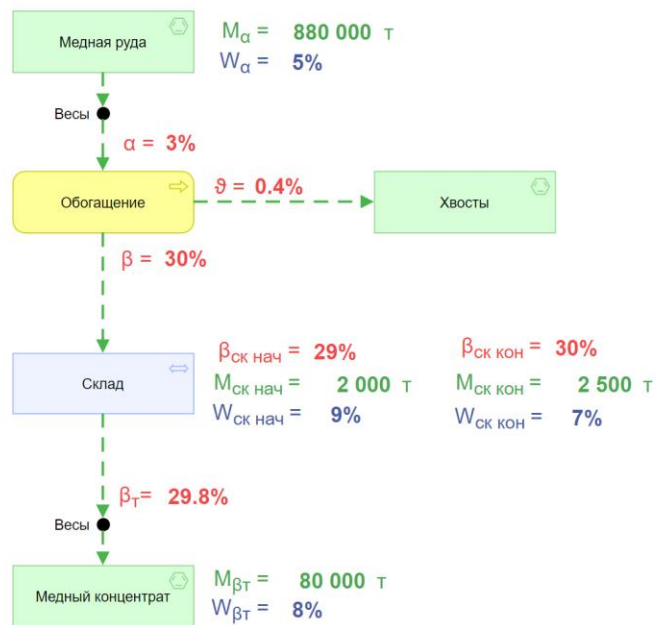 Медная руда
Mα = 880 000 т
Wα = 5%
Весы
α = 3%
Обогащение
ϑ = 0.4%
Хвосты
β = 30%
Склад
βск нач = 29%
Mск нач = 2 000 т
Wск нач = 9%
βск кон = 30%
Mск кон = 2 500 т
Wск кон = 7%
βт= 29.8%
Весы
Медный концентрат
Mβт = 80 000 т
Wβт = 8%